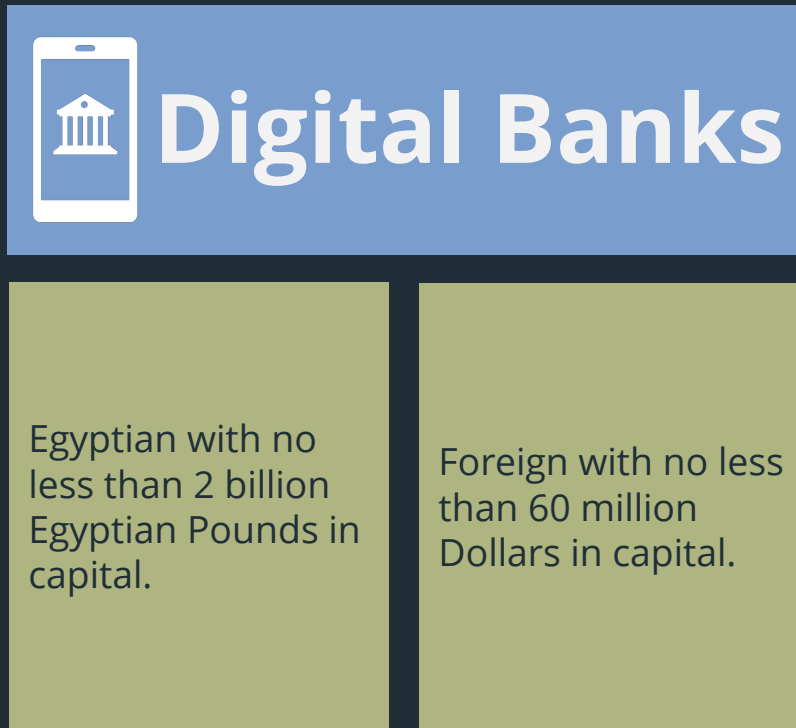 Digital Banks
Egyptian with no
less than 2 billion
Egyptian Pounds in
capital.
Foreign with no less
than 60 million
Dollars in capital.